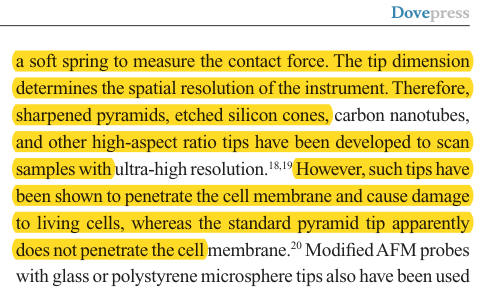 Dovepress
a soft spring to measure the contact force. The tip dimension
determines the spatial resolution of the instrument. Therefore,
sharpened pyramids, etched silicon cones, carbon nanotubes,
and other high-aspect ratio tips have been developed to scan
samples with ultra-high resolution.18,19 However, such tips have
been shown to penetrate the cell membrane and cause damage
to living cells, whereas the standard pyramid tip apparently
does not penetrate the cell membrane.20 Modified AFM probes
with glass or polystyrene microsphere tips also have been used